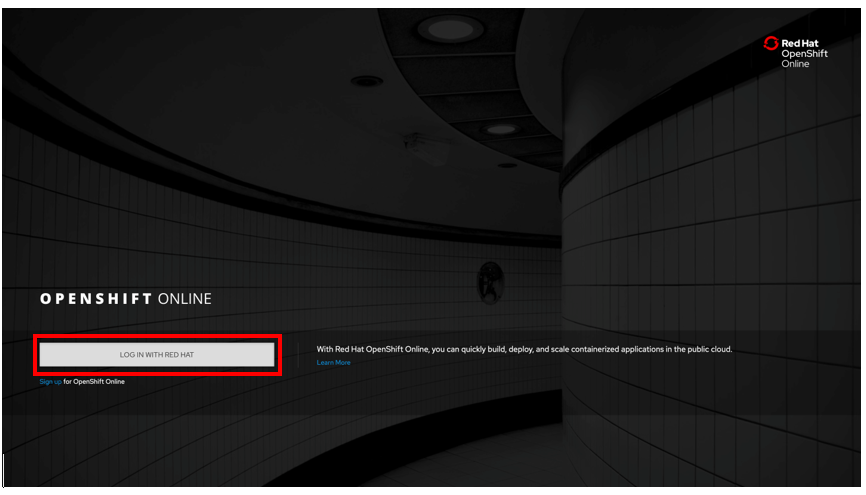 Red Hat
OpenShift
Online
OPENSHIFT ONLINE
LOG IN WITH RED HAT
With Red Hat OpenShift Online, you can quickly build, deploy, and scale containerized applications in the public cloud.
Learn More
Sign up for OpenShift Online